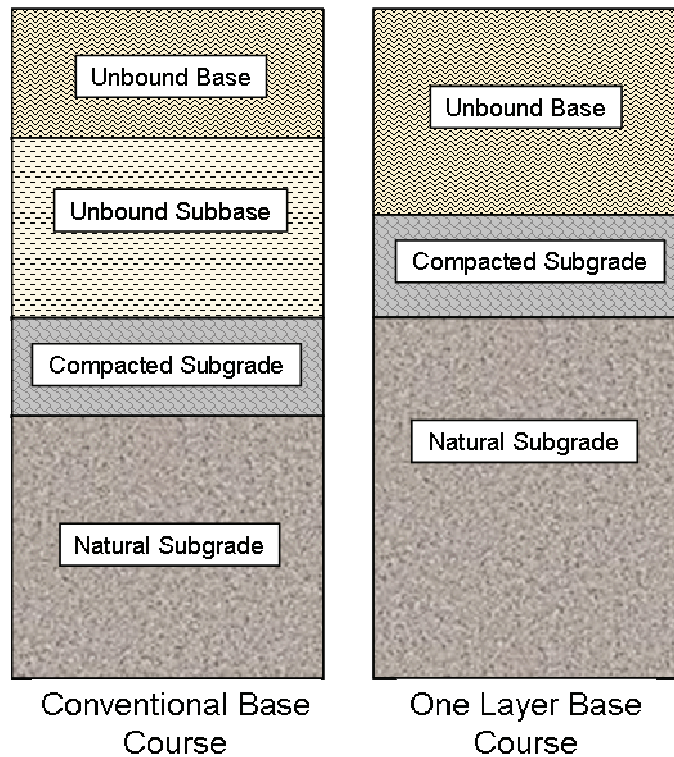 Unbound Base
Unbound Subbase
Compacted Subgrade
Natural Subgrade
Conventional Base
Course
Unbound Base
Compacted Subgrade
Natural Subgrade
One Layer Base
Course